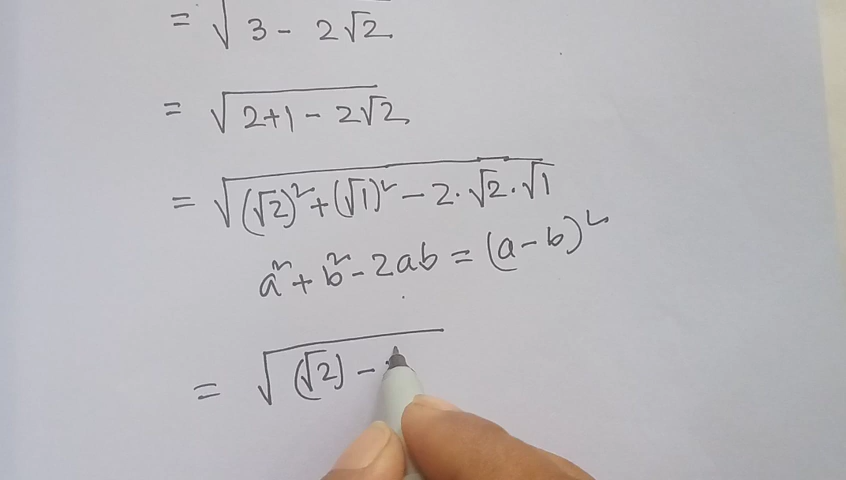 = √3 - 2√2
= √2+1 - 2√2
= √(√2)² + (√1)² - 2·√2·√1
a² + b² - 2ab = (a - b)²
= √(√2) -